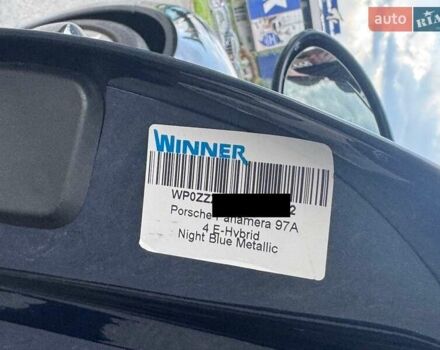 auto RIA
WINNER
WP0ZZ 2
Porsche Panamera 97A
4 E-Hybrid
Night Blue Metallic